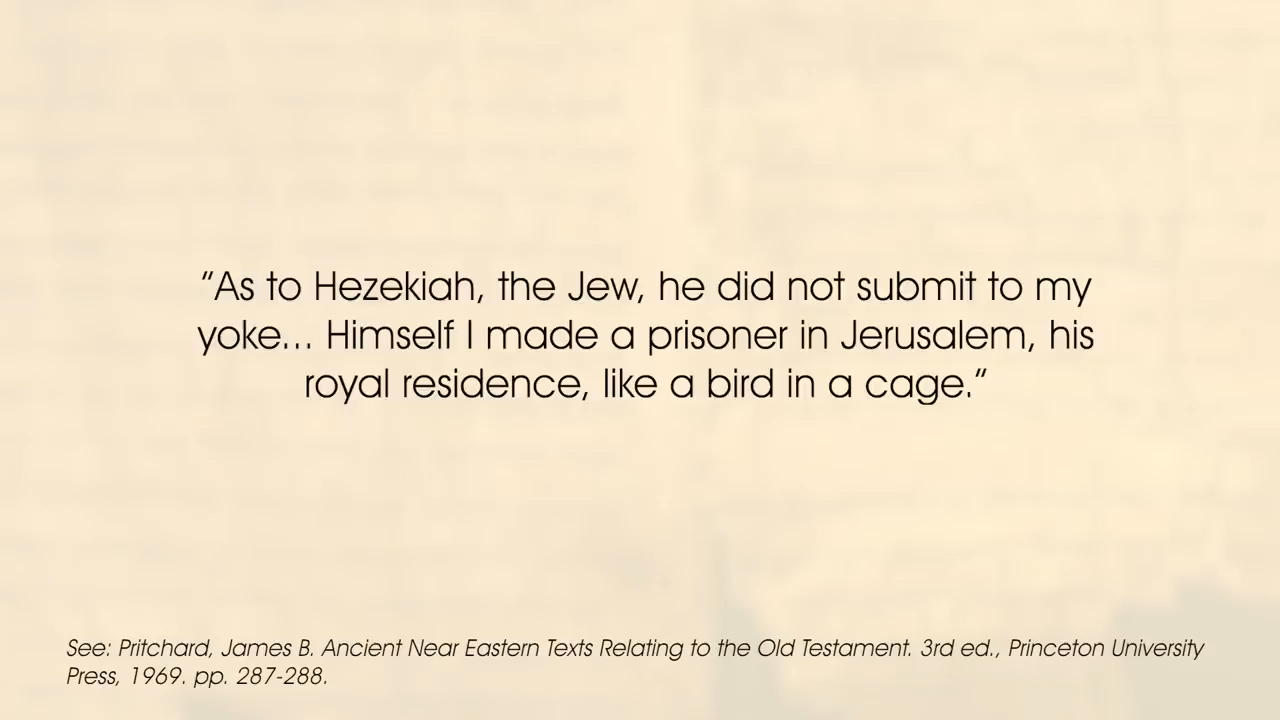 “As to Hezekiah, the Jew, he did not submit to my
yoke... Himself I made a prisoner in Jerusalem, his
royal residence, like a bird in a cage.”
See: Pritchard, James B. Ancient Near Eastern Texts Relating to the Old Testament. 3rd ed., Princeton University
Press, 1969. pp. 287-288.